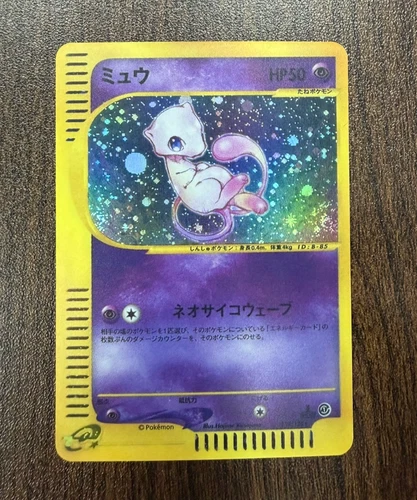 ミュウ HP50
たねポケモン
しんしゅポケモン：身長0.4m、体重4kg ID：B-85
ネオサイコウェーブ
相手の場のポケモンを1匹選び、そのポケモンについている「エネルギーカード」の
枚数ぶんのダメージカウンターを、そのポケモンにのせる。
弱点 抵抗力 にげる
©Pokémon Illus. Hajime